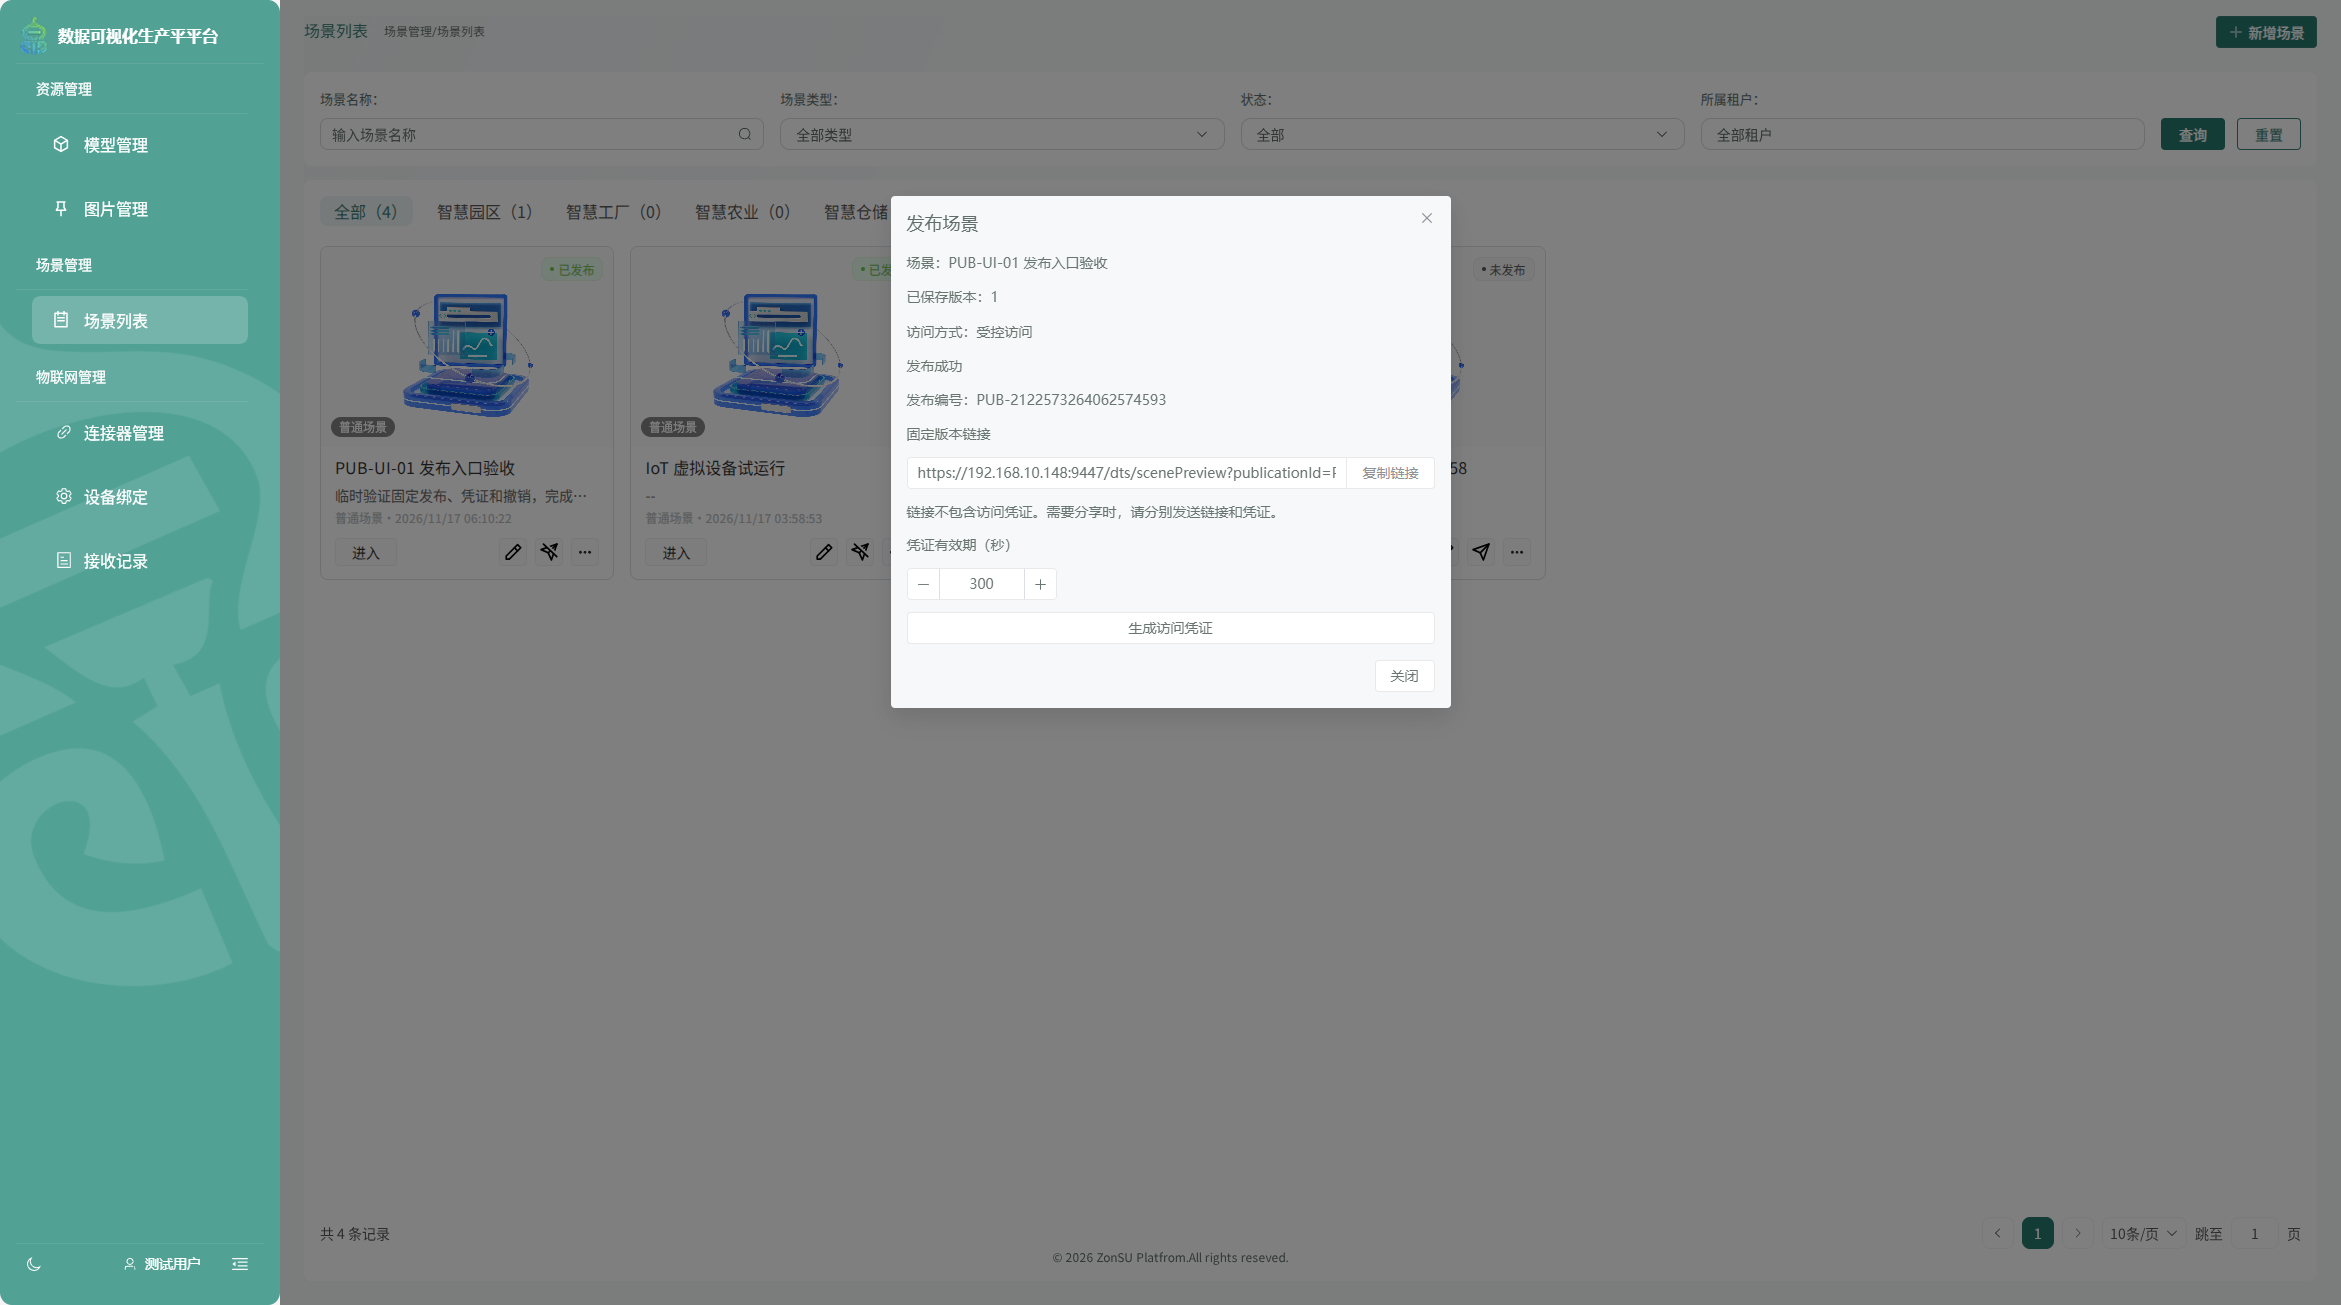 数据可视化生产平平台
资源管理
模型管理
图片管理
场景管理
场景列表
物联网管理
连接器管理
设备绑定
接收记录
测试用户
场景列表 场景管理/场景列表
新增场景
场景名称： 场景类型： 状态： 所属租户：
输入场景名称 全部类型 全部 全部租户 查询 重置
全部（4） 智慧园区（1） 智慧工厂（0） 智慧农业（0） 智慧仓储
已发布
普通场景
PUB-UI-01 发布入口验收
临时验证固定发布、凭证和撤销，完成…
普通场景・2026/11/17 06:10:22
进入
已发
普通场景
IoT 虚拟设备试运行
--
普通场景・2026/11/17 03:58:53
进入
未发布
58
发布场景
场景：PUB-UI-01 发布入口验收
已保存版本：1
访问方式：受控访问
发布成功
发布编号：PUB-2122573264062574593
固定版本链接
https://192.168.10.148:9447/dts/scenePreview?publicationId= 复制链接
链接不包含访问凭证。需要分享时，请分别发送链接和凭证。
凭证有效期（秒）
300
生成访问凭证
关闭
共 4 条记录
1 10条/页 跳至 1 页
© 2026 ZonSU Platfrom.All rights reseved.